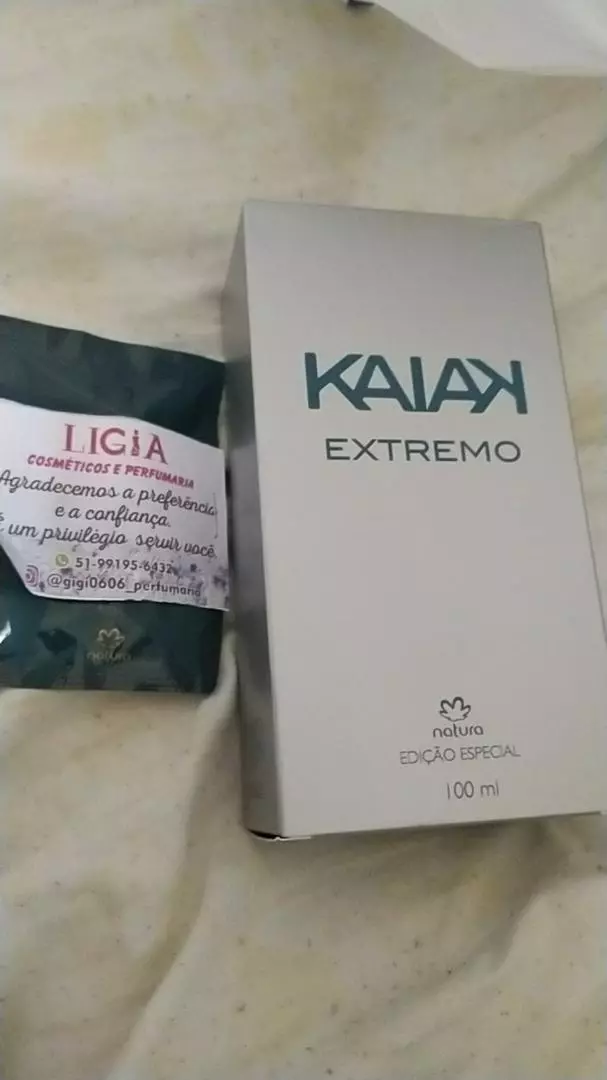 LIGIA
COSMÉTICOS E PERFUMARIA
Agradecemos a preferência
e a confiança.
É um privilégio servir você.
51-99195-6432
@gigi0606_perfumaria
natura
KAIAK
EXTREMO
natura
EDIÇÃO ESPECIAL
100 ml